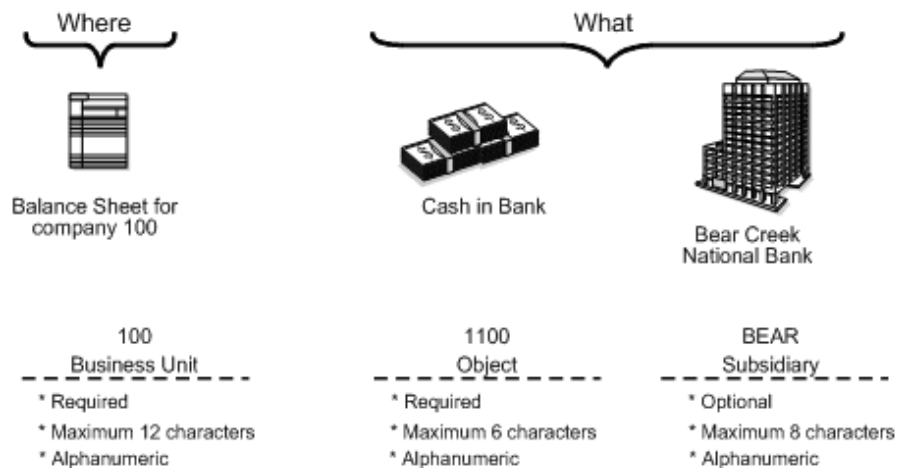 Where
What
Balance Sheet for
company 100
Cash in Bank
Bear Creek
National Bank
100
Business Unit
* Required
* Maximum 12 characters
* Alphanumeric
1100
Object
* Required
* Maximum 6 characters
* Alphanumeric
BEAR
Subsidiary
* Optional
* Maximum 8 characters
* Alphanumeric